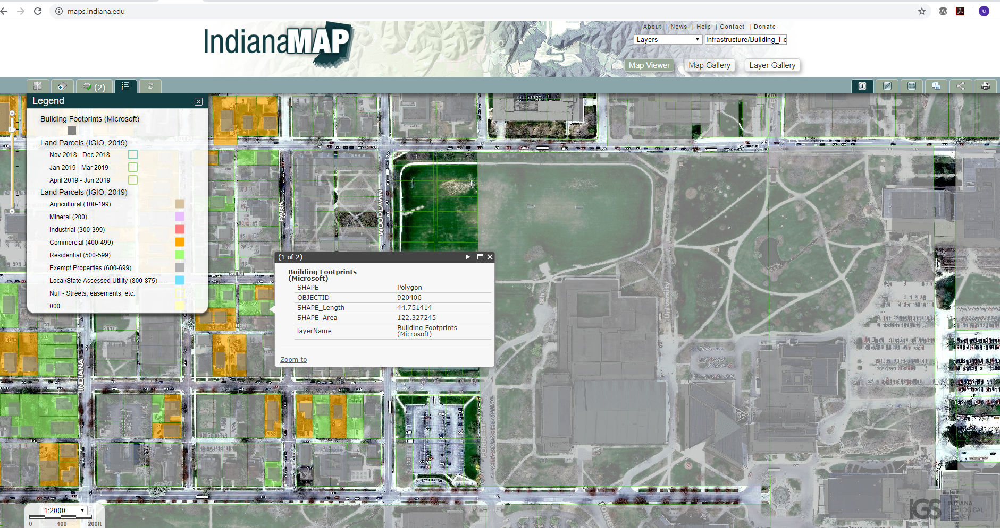 maps.indiana.edu
u
IndianaMAP
About | News | Help | Contact | Donate
Layers
Infrastructure/Building_Fo
Map Viewer
Map Gallery
Layer Gallery
(2)
Legend
Building Footprints (Microsoft)
Land Parcels (IGIO, 2019)
Nov 2018 - Dec 2018
Jan 2019 - Mar 2019
April 2019 - Jun 2019
Land Parcels (IGIO, 2019)
Agricultural (100-199)
Mineral (200)
Industrial (300-399)
Commercial (400-499)
Residential (500-599)
Exempt Properties (600-699)
Local/State Assessed Utility (800-875)
Null - Streets, easements, etc.
000
10TH
PARK
WOODLAWN
9TH
Alice
INDIANA
(1 of 2)
Building Footprints
(Microsoft)
SHAPE Polygon
OBJECTID 920406
SHAPE_Length 44.751414
SHAPE_Area 122.327245
layerName Building Footprints
(Microsoft)
Zoom to
8th
University
FORREST
FORREST
1:2000
0 100 200ft
IGS
INDIANA
GEOLOGICAL
SURVEY